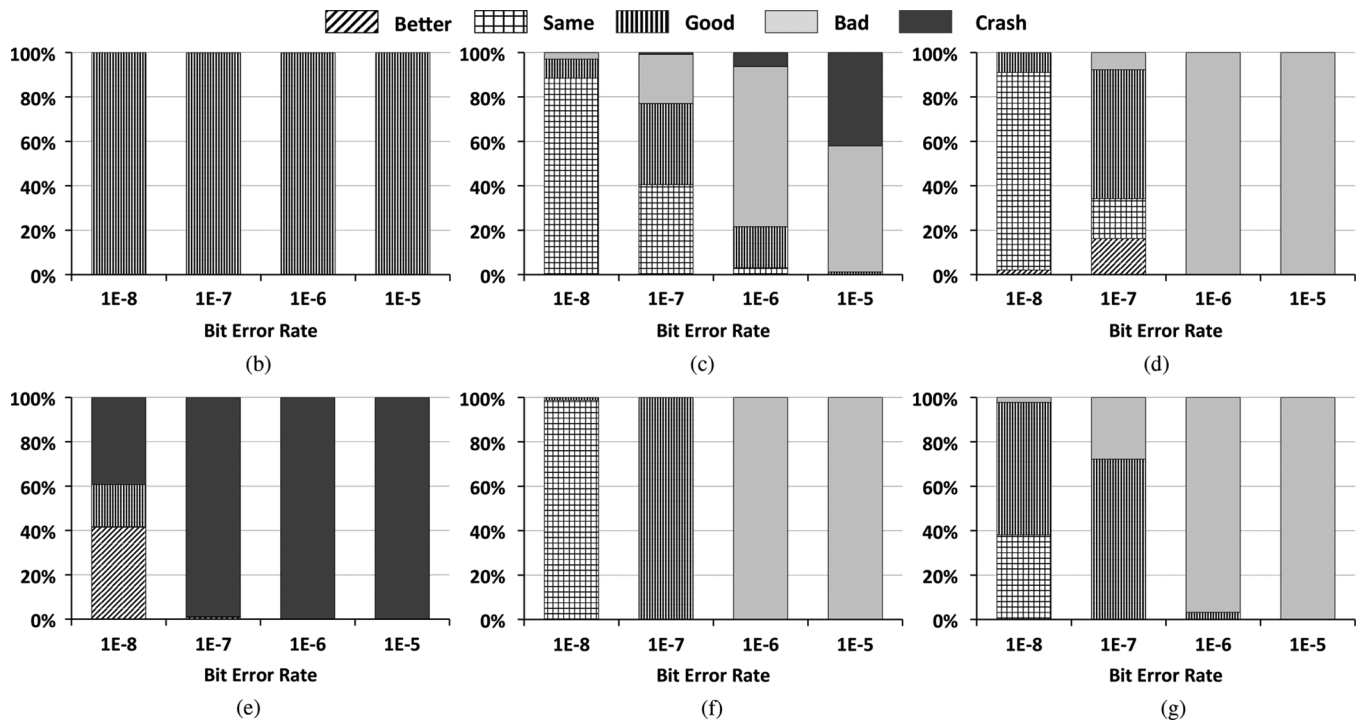 Better Same Good Bad Crash
100% 100% 100%
80% 80% 80%
60% 60% 60%
40% 40% 40%
20% 20% 20%
0% 0% 0%
1E-8 1E-7 1E-6 1E-5 1E-8 1E-7 1E-6 1E-5 1E-8 1E-7 1E-6 1E-5
Bit Error Rate Bit Error Rate Bit Error Rate
(b) (c) (d)
100% 100% 100%
80% 80% 80%
60% 60% 60%
40% 40% 40%
20% 20% 20%
0% 0% 0%
1E-8 1E-7 1E-6 1E-5 1E-8 1E-7 1E-6 1E-5 1E-8 1E-7 1E-6 1E-5
Bit Error Rate Bit Error Rate Bit Error Rate
(e) (f) (g)